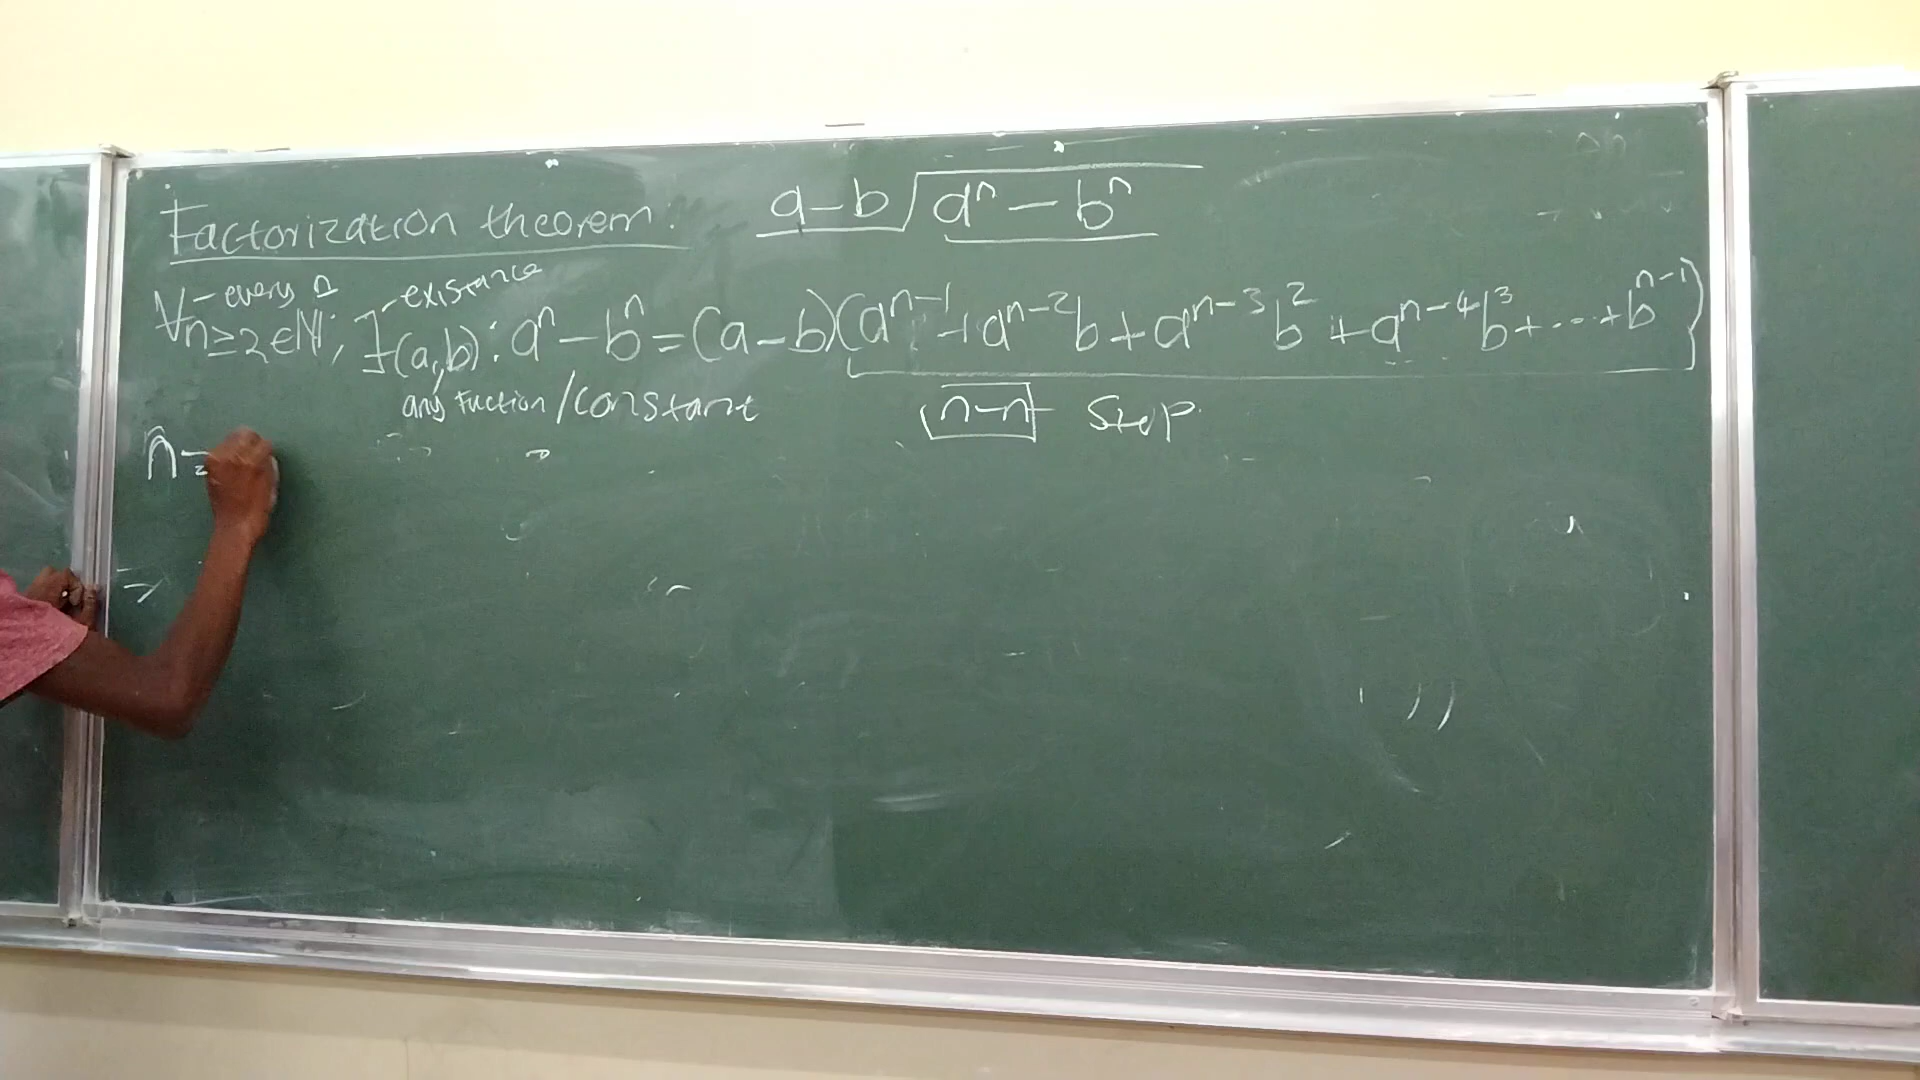 Factorization theorem:
a-b√aⁿ - bⁿ
- every n
- existance
∀n≥2∈ℕ; ∃(a,b): aⁿ-bⁿ=(a-b)(aⁿ⁻¹+aⁿ⁻²b+aⁿ⁻³b²+aⁿ⁻⁴b³+...+bⁿ⁻¹)
any Fuction/constant
n-n Stop
n=